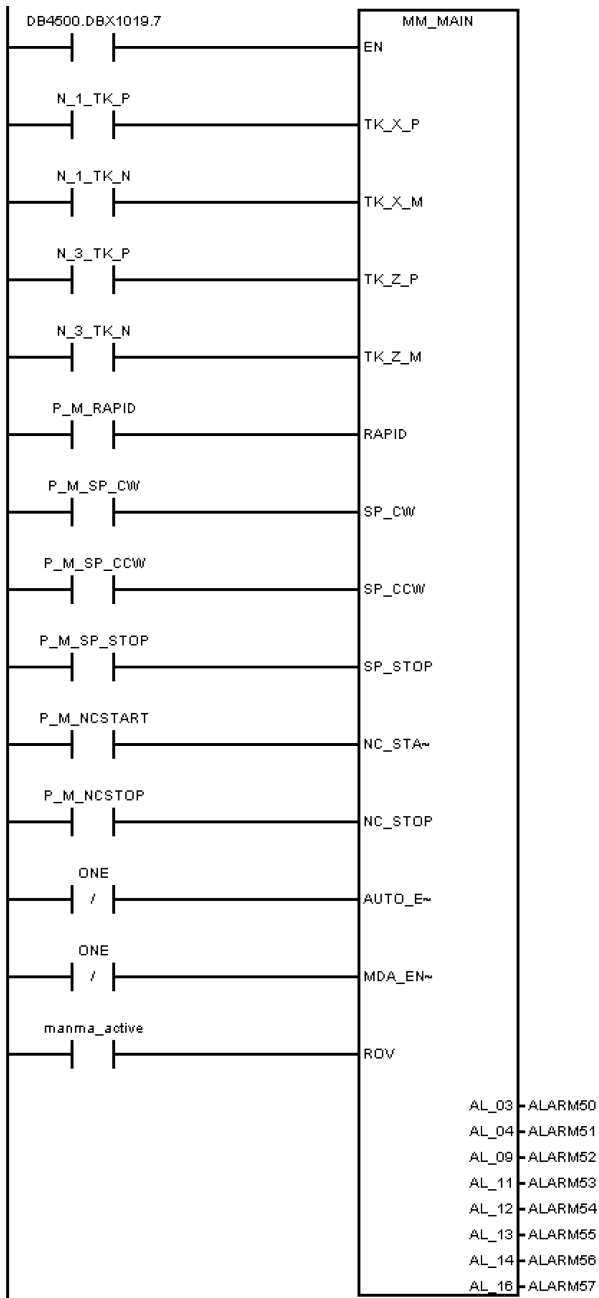 DB4500.DBX1019.7 MM_MAIN
EN
N_1_TK_P
TK_X_P
N_1_TK_N
TK_X_M
N_3_TK_P
TK_Z_P
N_3_TK_N
TK_Z_M
P_M_RAPID
RAPID
P_M_SP_CW
SP_CW
P_M_SP_CCW
SP_CCW
P_M_SP_STOP
SP_STOP
P_M_NCSTART
NC_STA~
P_M_NCSTOP
NC_STOP
ONE
/ AUTO_E~
ONE
/ MDA_EN~
manma_active
ROV
AL_03 ALARM50
AL_04 ALARM51
AL_09 ALARM52
AL_11 ALARM53
AL_12 ALARM54
AL_13 ALARM55
AL_14 ALARM56
AL_16 ALARM57